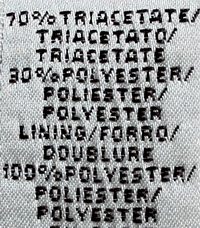 70%TRIACETATE/
TRIACETATO/
TRIACETATE
30%POLYESTER/
POLIESTER/
POLYESTER
LINING/FORRO/
DOUBLURE
100%POLYESTER/
POLIESTER/
POLYESTER